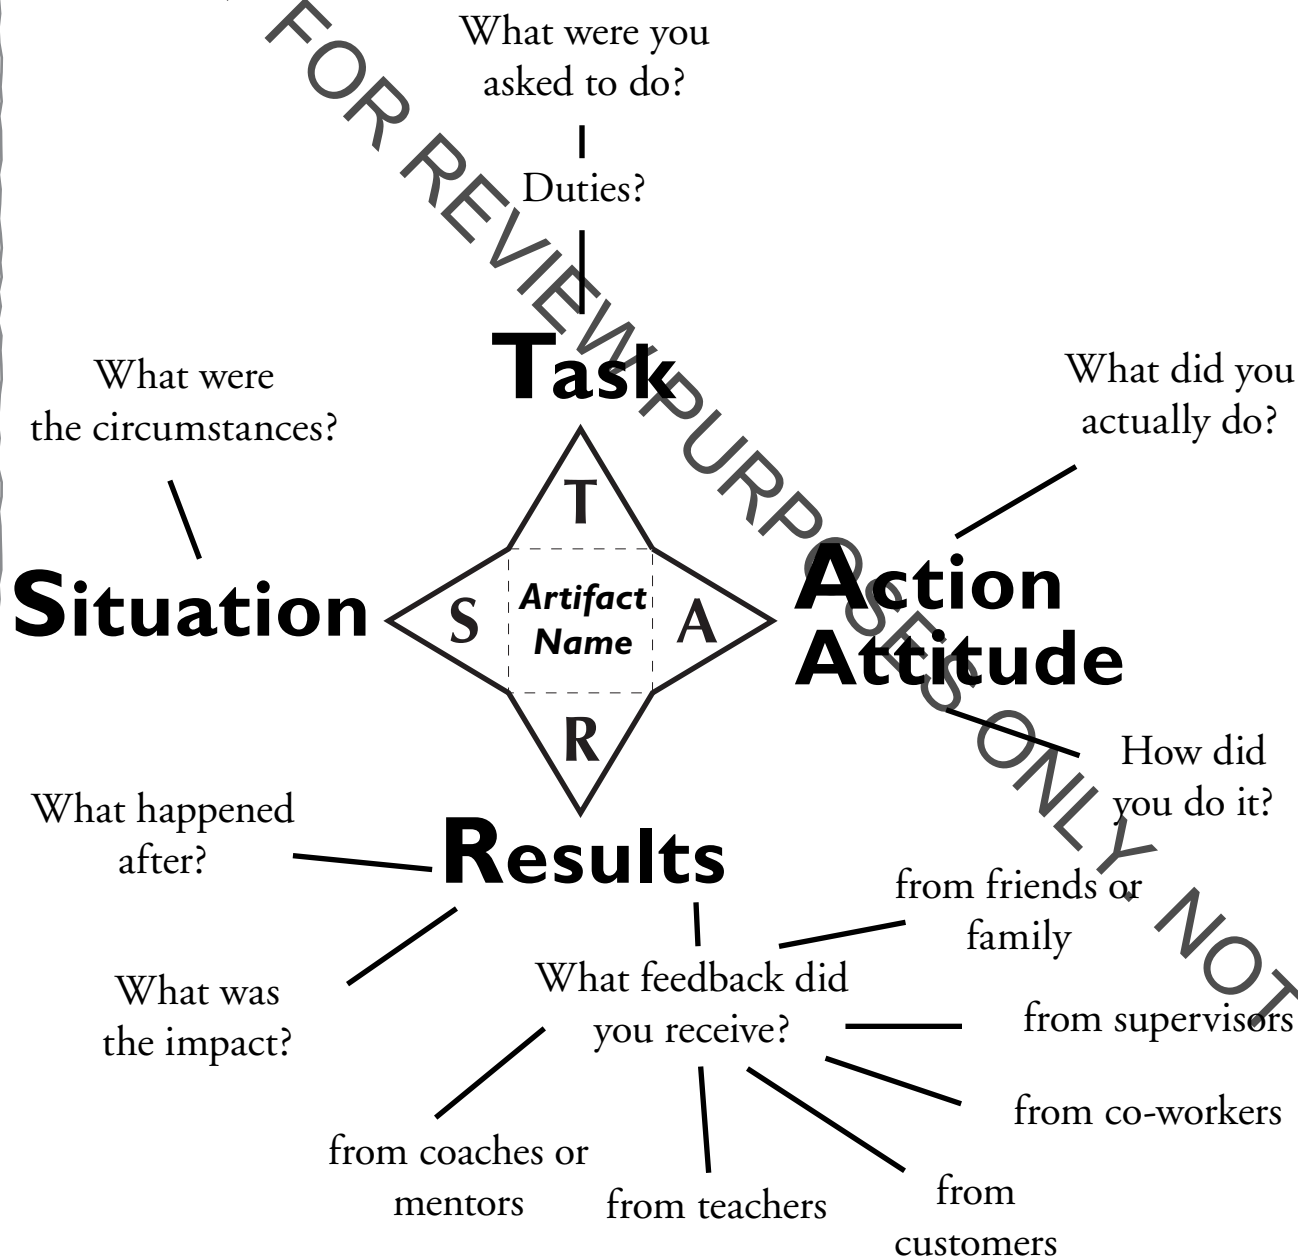 What were you
asked to do?
Duties?
Task
What were
the circumstances?
What did you
actually do?
T
Situation
S
Artifact
Name
A
Action
Attitude
R
How did
you do it?
What happened
after?
Results
from friends or
family
What was
the impact?
What feedback did
you receive?
from supervisors
from co-workers
from coaches or
mentors
from teachers
from
customers
FOR REVIEW PURPOSES ONLY. NOT